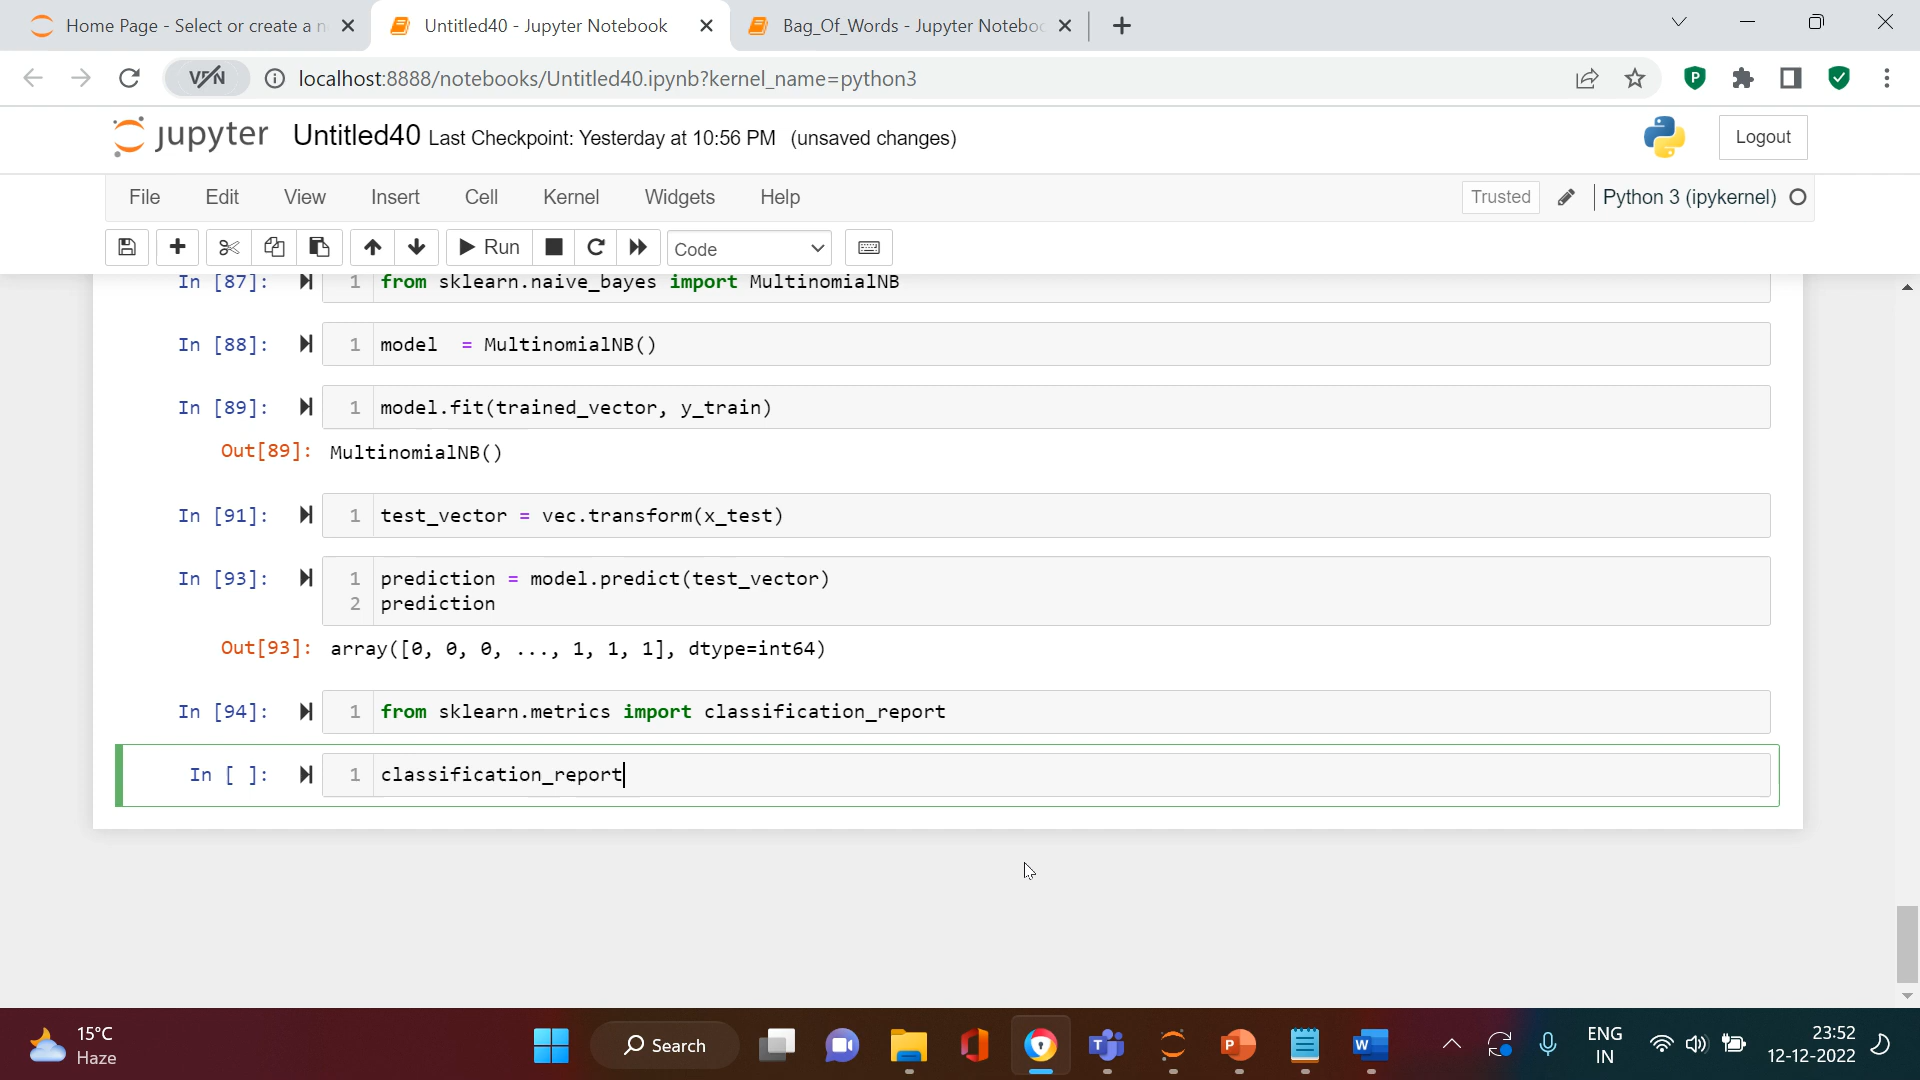 Home Page - Select or create a n
Untitled40 - Jupyter Notebook
Bag_Of_Words - Jupyter Noteboo
VPN
localhost:8888/notebooks/Untitled40.ipynb?kernel_name=python3
jupyter Untitled40 Last Checkpoint: Yesterday at 10:56 PM (unsaved changes)
Logout
File Edit View Insert Cell Kernel Widgets Help
Trusted
Python 3 (ipykernel)
Run
Code
In [87]: 1 from sklearn.naive_bayes import MultinomialNB
In [88]: 1 model  = MultinomialNB()
In [89]: 1 model.fit(trained_vector, y_train)
Out[89]: MultinomialNB()
In [91]: 1 test_vector = vec.transform(x_test)
In [93]: 1 prediction = model.predict(test_vector)
2 prediction
Out[93]: array([0, 0, 0, ..., 1, 1, 1], dtype=int64)
In [94]: 1 from sklearn.metrics import classification_report
In [ ]: 1 classification_report
15°C
Haze
Search
ENG
IN
23:52
12-12-2022